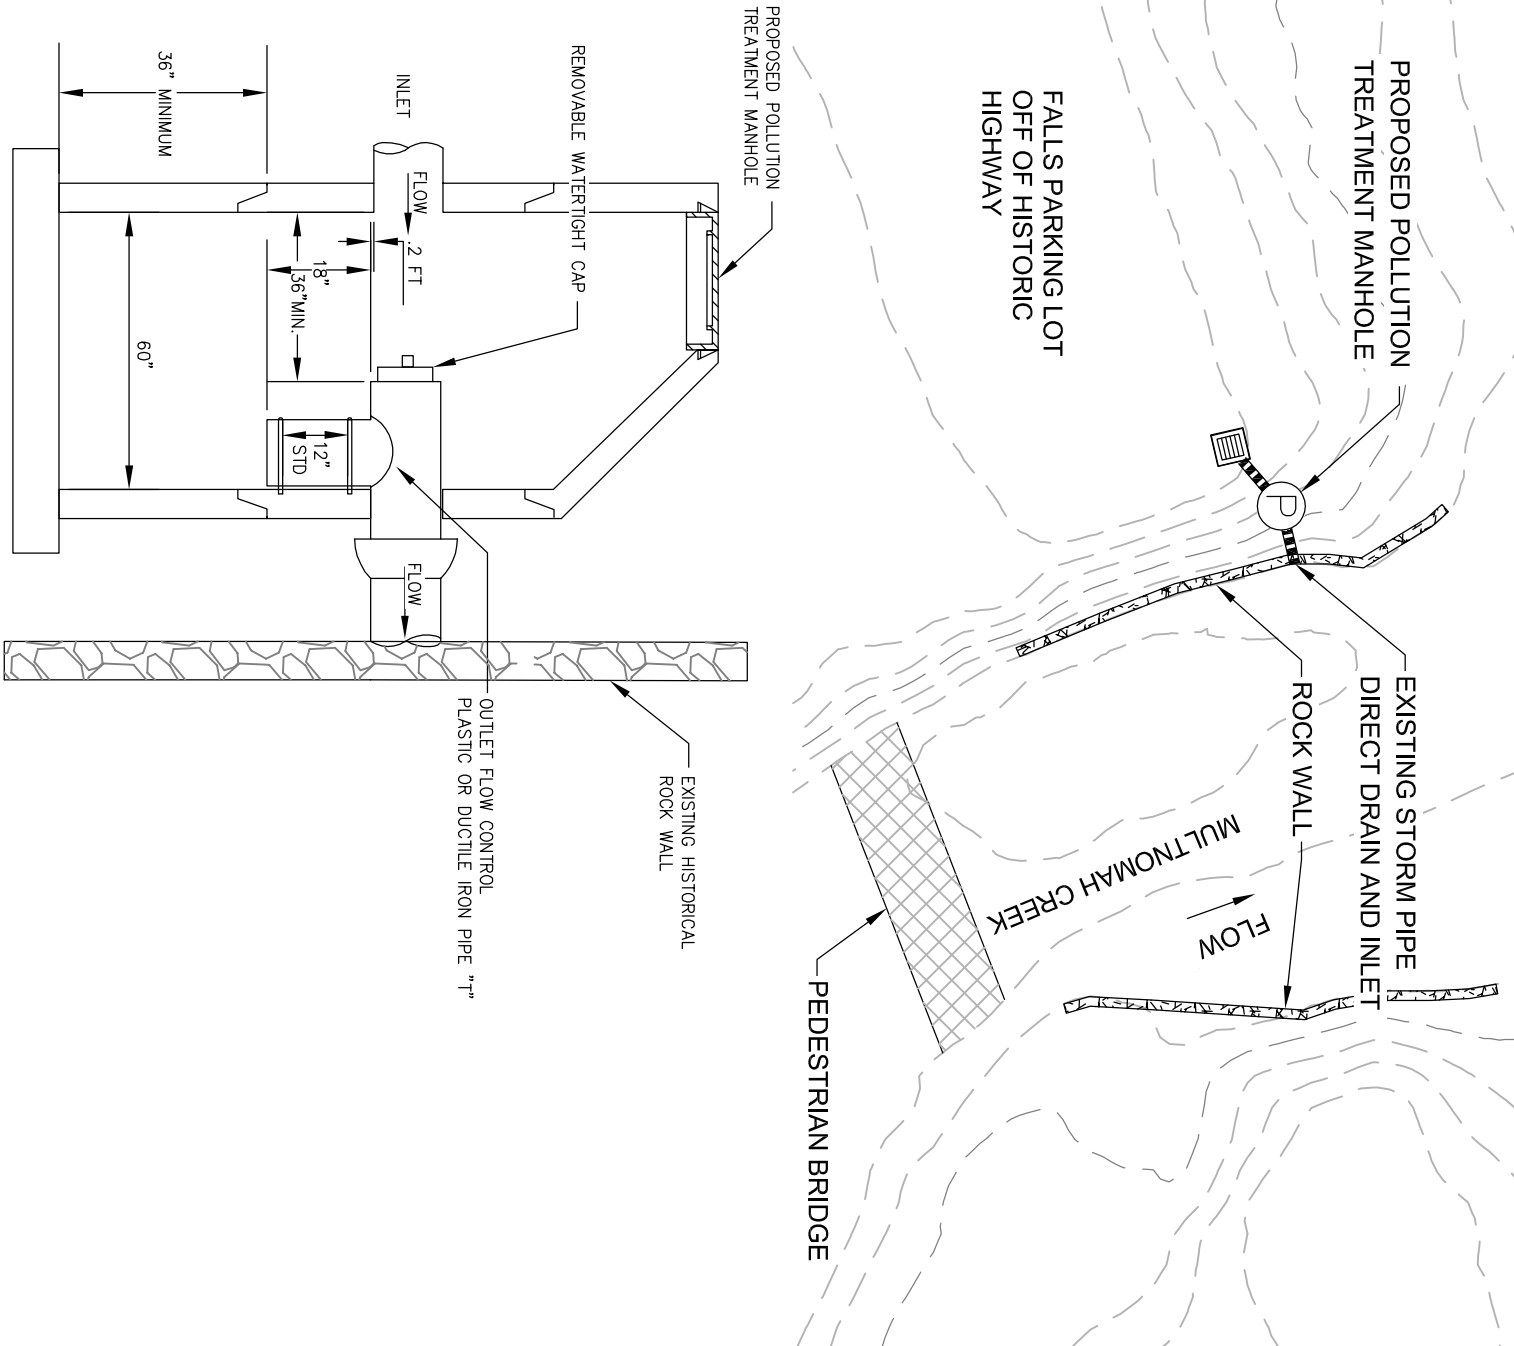 PROPOSED POLLUTION
TREATMENT MANHOLE
FALLS PARKING LOT
OFF OF HISTORIC
HIGHWAY
EXISTING STORM PIPE
DIRECT DRAIN AND INLET
ROCK WALL
MULTNOMAH CREEK
FLOW
PEDESTRIAN BRIDGE
P
PROPOSED POLLUTION
TREATMENT MANHOLE
REMOVABLE WATERTIGHT CAP
INLET
FLOW
.2 FT
18"
36"MIN.
36" MINIMUM
60"
12"
STD
FLOW
EXISTING HISTORICAL
ROCK WALL
OUTLET FLOW CONTROL
PLASTIC OR DUCTILE IRON PIPE "T"